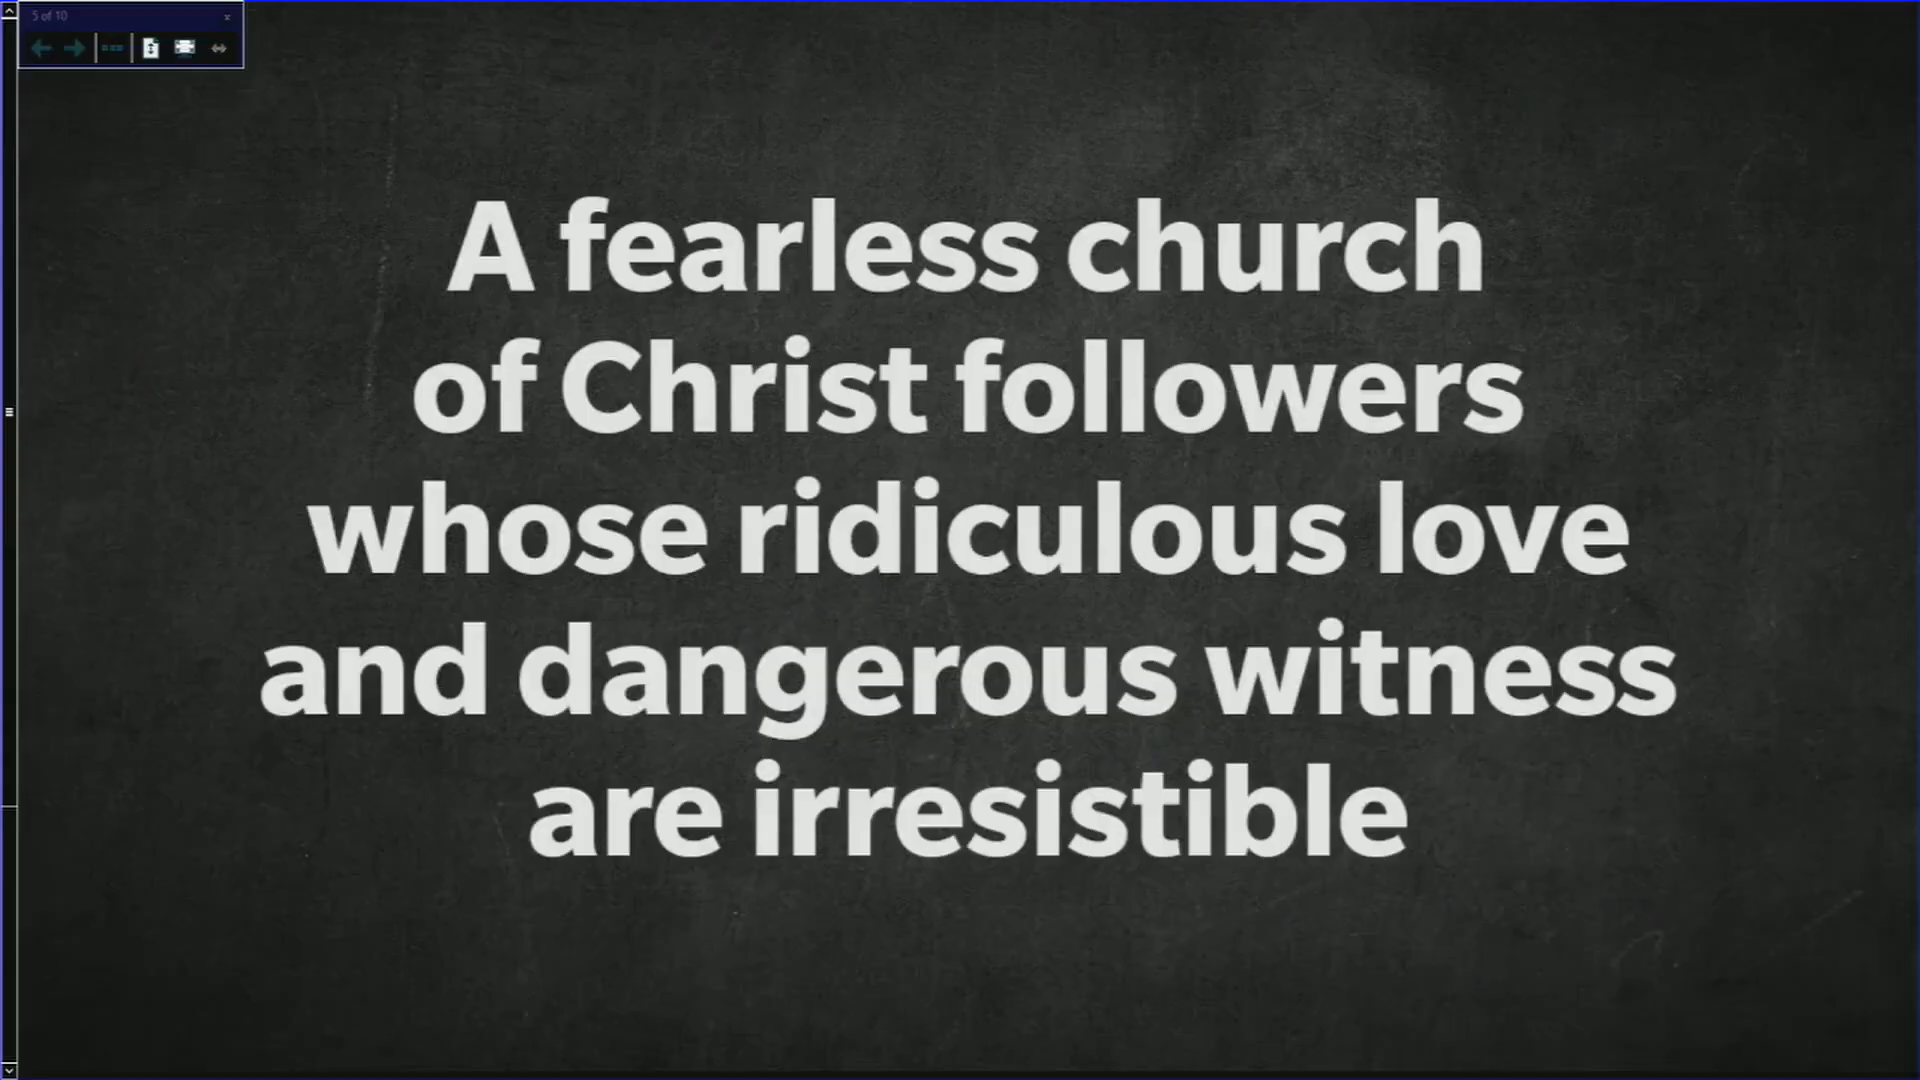 5 of 10
A fearless church
of Christ followers
whose ridiculous love
and dangerous witness
are irresistible